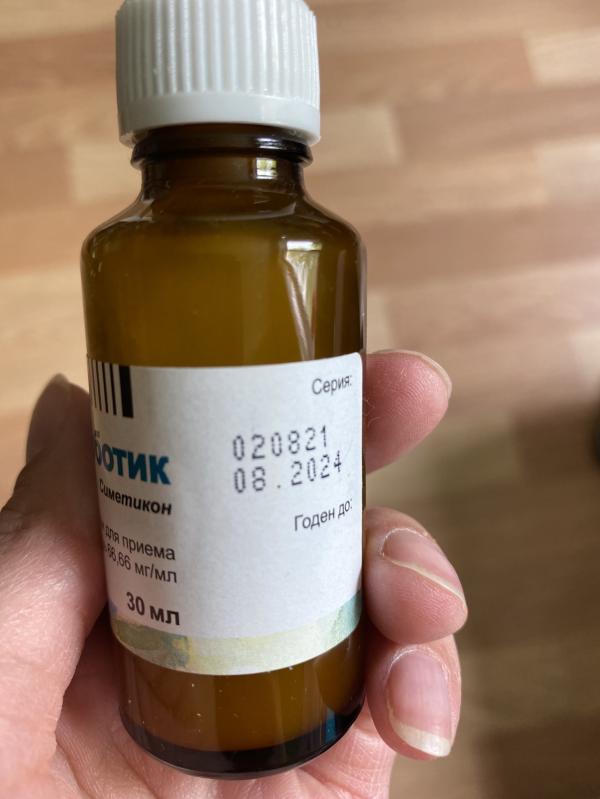 Серия:
020821
08.2024
Годен до:
ботик
Симетикон
для приема
66,66 мг/мл
30 мл